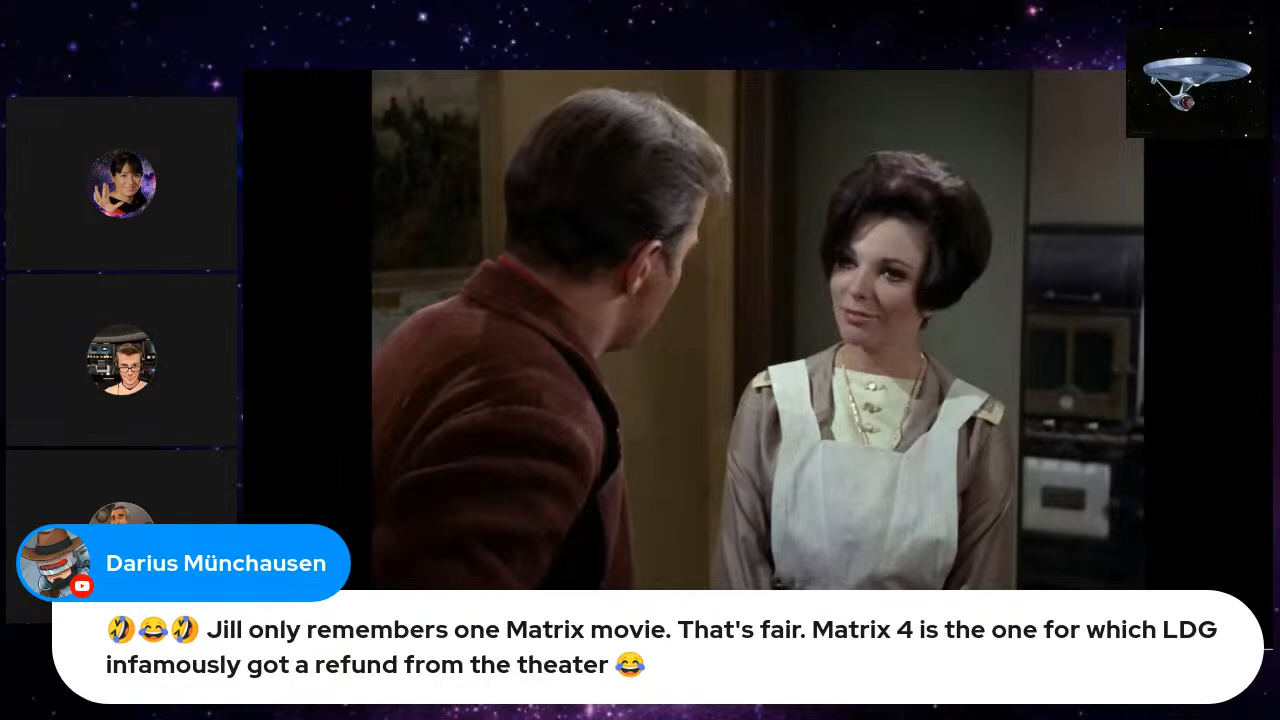 Darius Münchausen
🤣😂🤣 Jill only remembers one Matrix movie. That's fair. Matrix 4 is the one for which LDG
infamously got a refund from the theater 😂